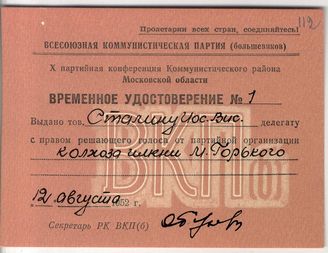 112
Пролетарии всех стран, соединяйтесь!
ВСЕСОЮЗНАЯ КОММУНИСТИЧЕСКАЯ ПАРТИЯ (большевиков)
X партийная конференция Коммунистического района
Московской области
ВРЕМЕННОЕ УДОСТОВЕРЕНИЕ № 1
Выдано тов. Сталину Иос. Вис. делегату
с правом решающего голоса от партийной организации
колхоза имени М. Горького
ВКП(б)
12 августа 1952 г.
Секретарь РК ВКП(б)